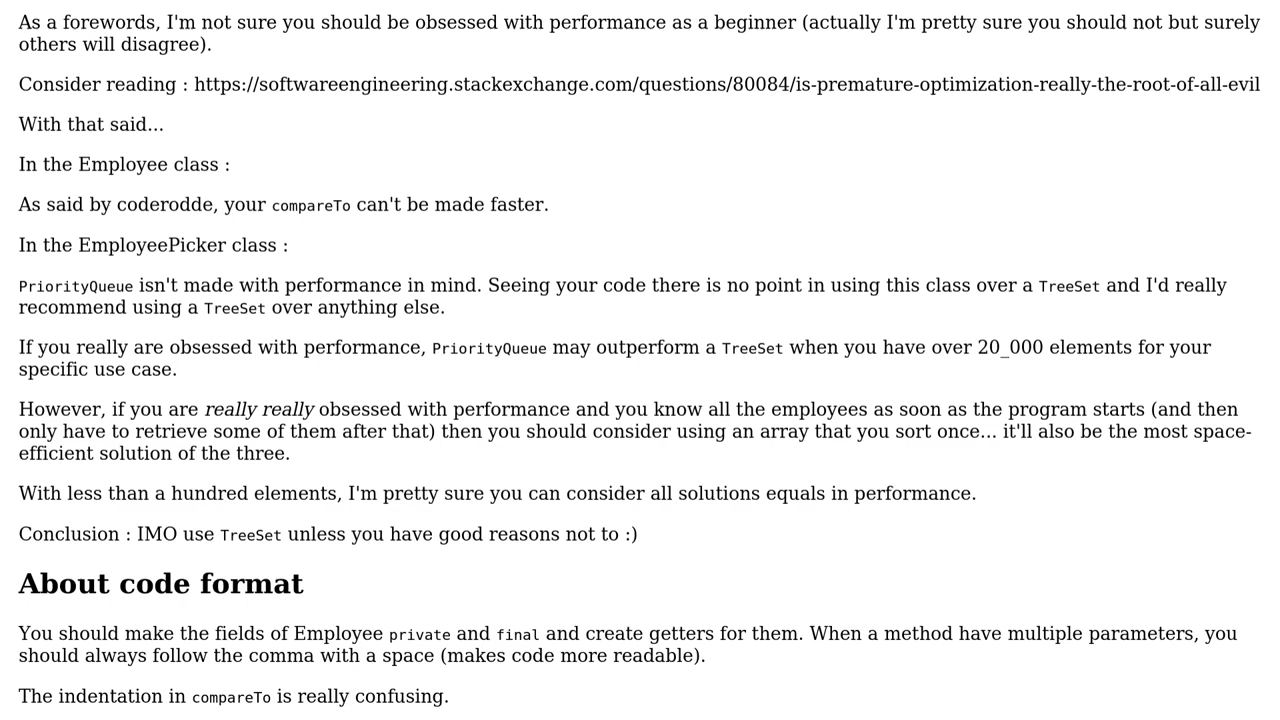 As a forewords, I'm not sure you should be obsessed with performance as a beginner (actually I'm pretty sure you should not but surely
others will disagree).
Consider reading : https://softwareengineering.stackexchange.com/questions/80084/is-premature-optimization-really-the-root-of-all-evil
With that said...
In the Employee class :
As said by coderodde, your compareTo can't be made faster.
In the EmployeePicker class :
PriorityQueue isn't made with performance in mind. Seeing your code there is no point in using this class over a TreeSet and I'd really
recommend using a TreeSet over anything else.
If you really are obsessed with performance, PriorityQueue may outperform a TreeSet when you have over 20_000 elements for your
specific use case.
However, if you are really really obsessed with performance and you know all the employees as soon as the program starts (and then
only have to retrieve some of them after that) then you should consider using an array that you sort once... it'll also be the most space-
efficient solution of the three.
With less than a hundred elements, I'm pretty sure you can consider all solutions equals in performance.
Conclusion : IMO use TreeSet unless you have good reasons not to :)
About code format
You should make the fields of Employee private and final and create getters for them. When a method have multiple parameters, you
should always follow the comma with a space (makes code more readable).
The indentation in compareTo is really confusing.